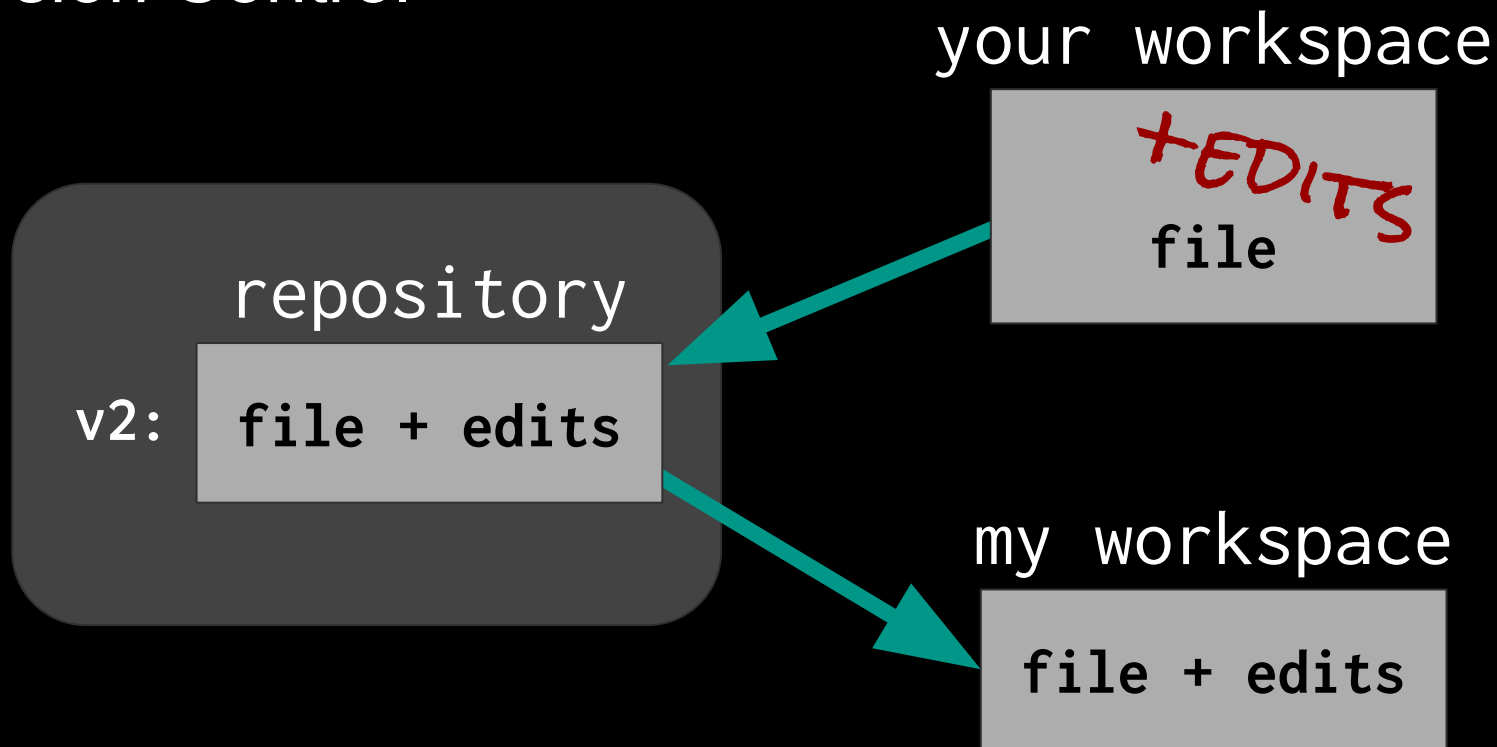 your workspace
+EDITS
file
repository
v2: file + edits
my workspace
file + edits